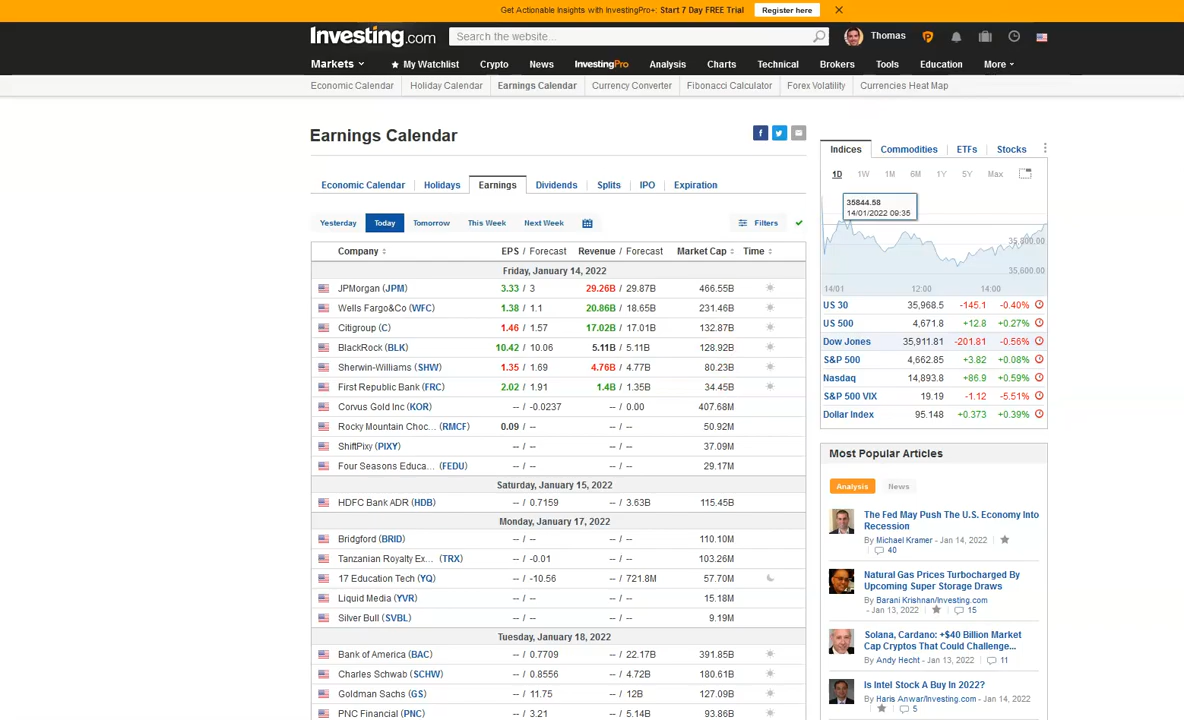 Get Actionable Insights with InvestingPro+: Start 7 Day FREE Trial Register here
Investing.com Search the website... Thomas
Markets My Watchlist Crypto News InvestingPro Analysis Charts Technical Brokers Tools Education More
Economic Calendar Holiday Calendar Earnings Calendar Currency Converter Fibonacci Calculator Forex Volatility Currencies Heat Map
Earnings Calendar
Economic Calendar Holidays Earnings Dividends Splits IPO Expiration
Yesterday Today Tomorrow This Week Next Week Filters
Company EPS / Forecast Revenue / Forecast Market Cap Time
Friday, January 14, 2022
JPMorgan (JPM) 3.33 / 3 29.26B / 29.87B 466.55B
Wells Fargo&Co (WFC) 1.38 / 1.1 20.86B / 18.65B 231.46B
Citigroup (C) 1.46 / 1.57 17.02B / 17.01B 132.87B
BlackRock (BLK) 10.42 / 10.06 5.11B / 5.11B 128.92B
Sherwin-Williams (SHW) 1.35 / 1.69 4.76B / 4.77B 80.23B
First Republic Bank (FRC) 2.02 / 1.91 1.4B / 1.35B 34.45B
Corvus Gold Inc (KOR) -- / -0.0237 -- / 0.00 407.68M
Rocky Mountain Choc... (RMCF) 0.09 / -- -- / -- 50.92M
ShiftPixy (PIXY) -- / -- -- / -- 37.09M
Four Seasons Educa... (FEDU) -- / -- -- / -- 29.17M
Saturday, January 15, 2022
HDFC Bank ADR (HDB) -- / 0.7159 -- / 3.63B 115.45B
Monday, January 17, 2022
Bridgford (BRID) -- / -- -- / -- 110.10M
Tanzanian Royalty Ex... (TRX) -- / -0.01 -- / -- 103.26M
17 Education Tech (YQ) -- / -10.56 -- / 721.8M 57.70M
Liquid Media (YVR) -- / -- -- / -- 15.18M
Silver Bull (SVBL) -- / -- -- / -- 9.19M
Tuesday, January 18, 2022
Bank of America (BAC) -- / 0.7709 -- / 22.17B 391.85B
Charles Schwab (SCHW) -- / 0.8556 -- / 4.72B 180.61B
Goldman Sachs (GS) -- / 11.75 -- / 12B 127.09B
PNC Financial (PNC) -- / 3.21 -- / 5.14B 93.86B
Indices Commodities ETFs Stocks
1D 1W 1M 6M 1Y 5Y Max
35844.58
14/01/2022 09:35
35,800.00
35,600.00
14/01 12:00 14:00
US 30 35,968.5 -145.1 -0.40%
US 500 4,671.8 +12.8 +0.27%
Dow Jones 35,911.81 -201.81 -0.56%
S&P 500 4,662.85 +3.82 +0.08%
Nasdaq 14,893.8 +86.9 +0.59%
S&P 500 VIX 19.19 -1.12 -5.51%
Dollar Index 95.148 +0.373 +0.39%
Most Popular Articles
Analysis News
The Fed May Push The U.S. Economy Into
Recession
By Michael Kramer - Jan 14, 2022
40
Natural Gas Prices Turbocharged By
Upcoming Super Storage Draws
By Barani Krishnan/Investing.com
- Jan 13, 2022 15
Solana, Cardano: +$40 Billion Market
Cap Cryptos That Could Challenge...
By Andy Hecht - Jan 13, 2022 11
Is Intel Stock A Buy In 2022?
By Haris Anwar/Investing.com - Jan 14, 2022
5